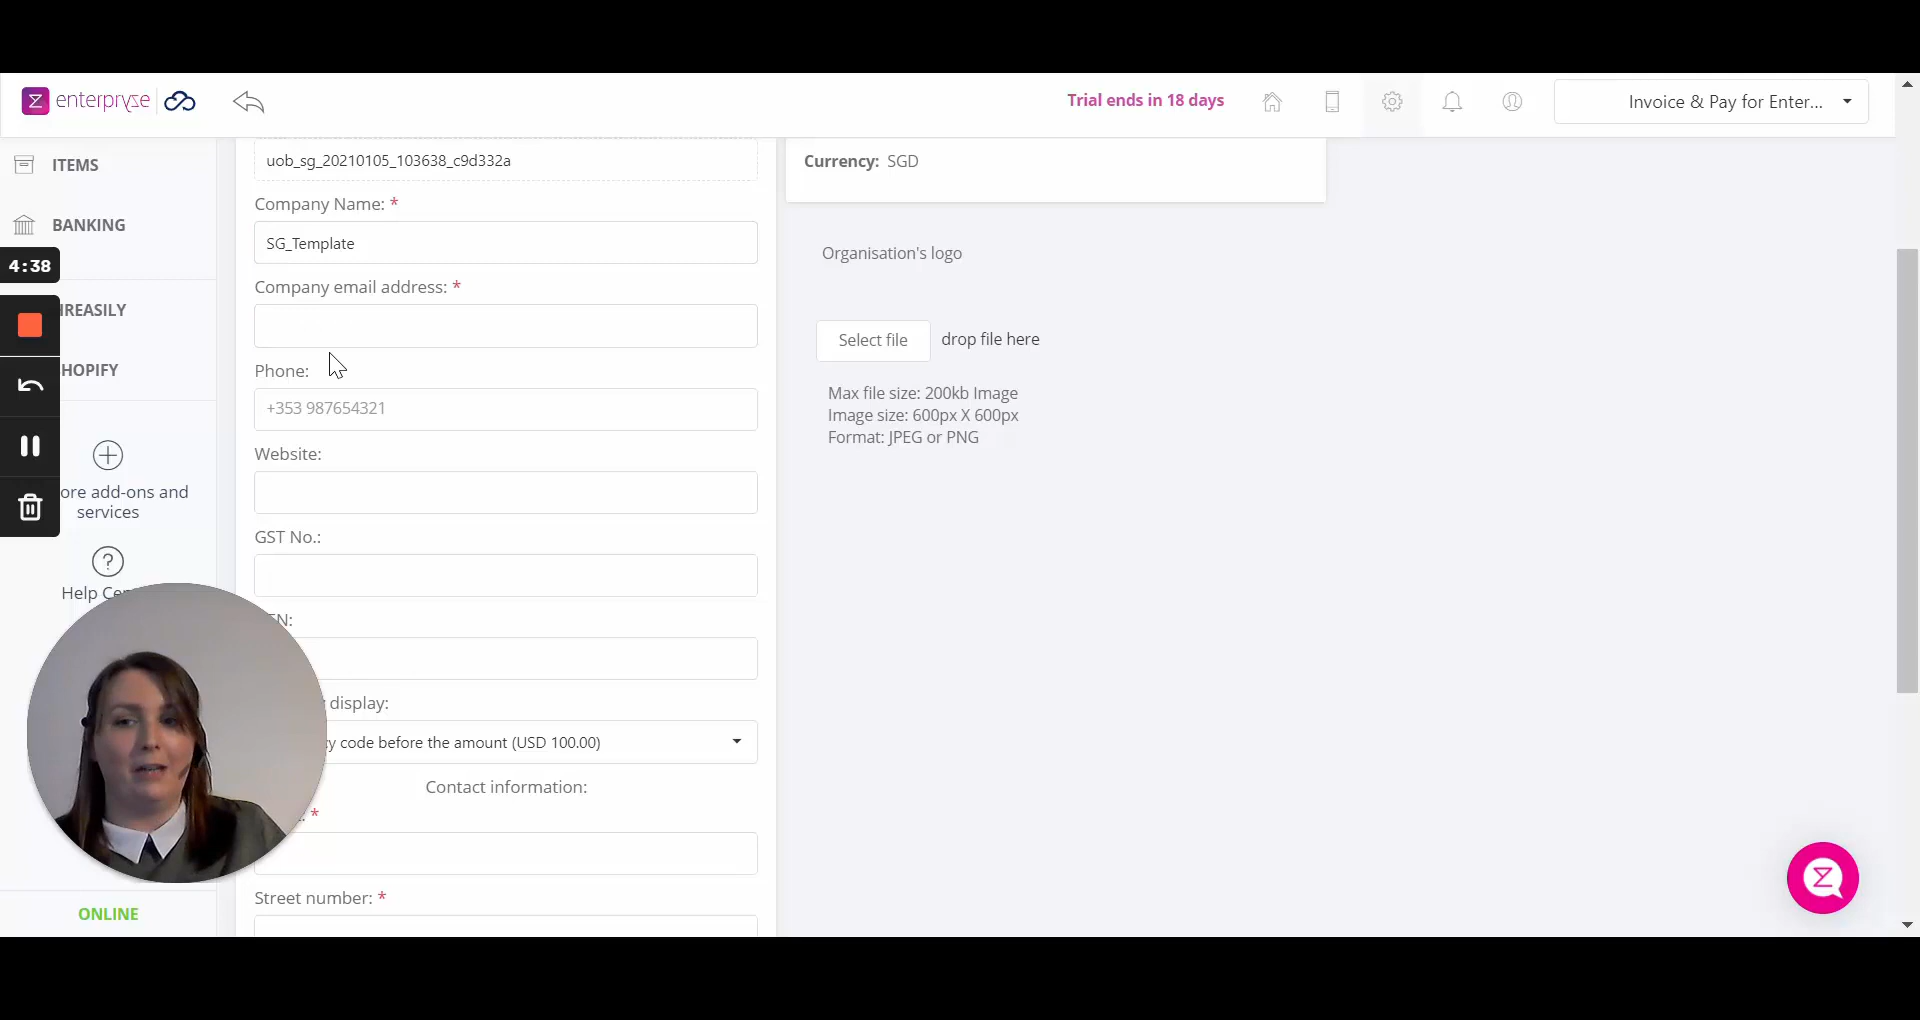 enterpryze
Trial ends in 18 days
Invoice & Pay for Enter...
ITEMS
BANKING
4:38
IREASILY
HOPIFY
ore add-ons and
services
Help Ce
ONLINE
uob_sg_20210105_103638_c9d332a
Company Name: *
SG_Template
Company email address: *
Phone:
+353 987654321
Website:
GST No.:
EN:
display:
y code before the amount (USD 100.00)
Contact information:
*
Street number: *
Currency: SGD
Organisation's logo
Select file
drop file here
Max file size: 200kb Image
Image size: 600px X 600px
Format: JPEG or PNG